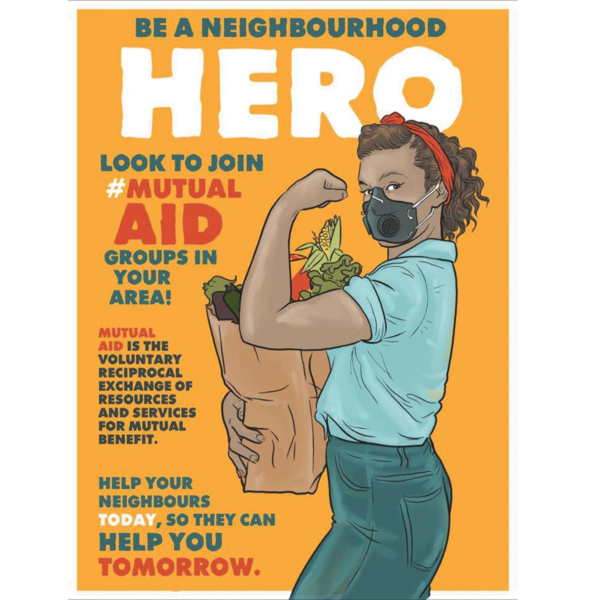 BE A NEIGHBOURHOOD
HERO
LOOK TO JOIN
#MUTUAL
AID
GROUPS IN
YOUR
AREA!
MUTUAL
AID IS THE
VOLUNTARY
RECIPROCAL
EXCHANGE OF
RESOURCES
AND SERVICES
FOR MUTUAL
BENEFIT.
HELP YOUR
NEIGHBOURS
TODAY, SO THEY CAN
HELP YOU
TOMORROW.